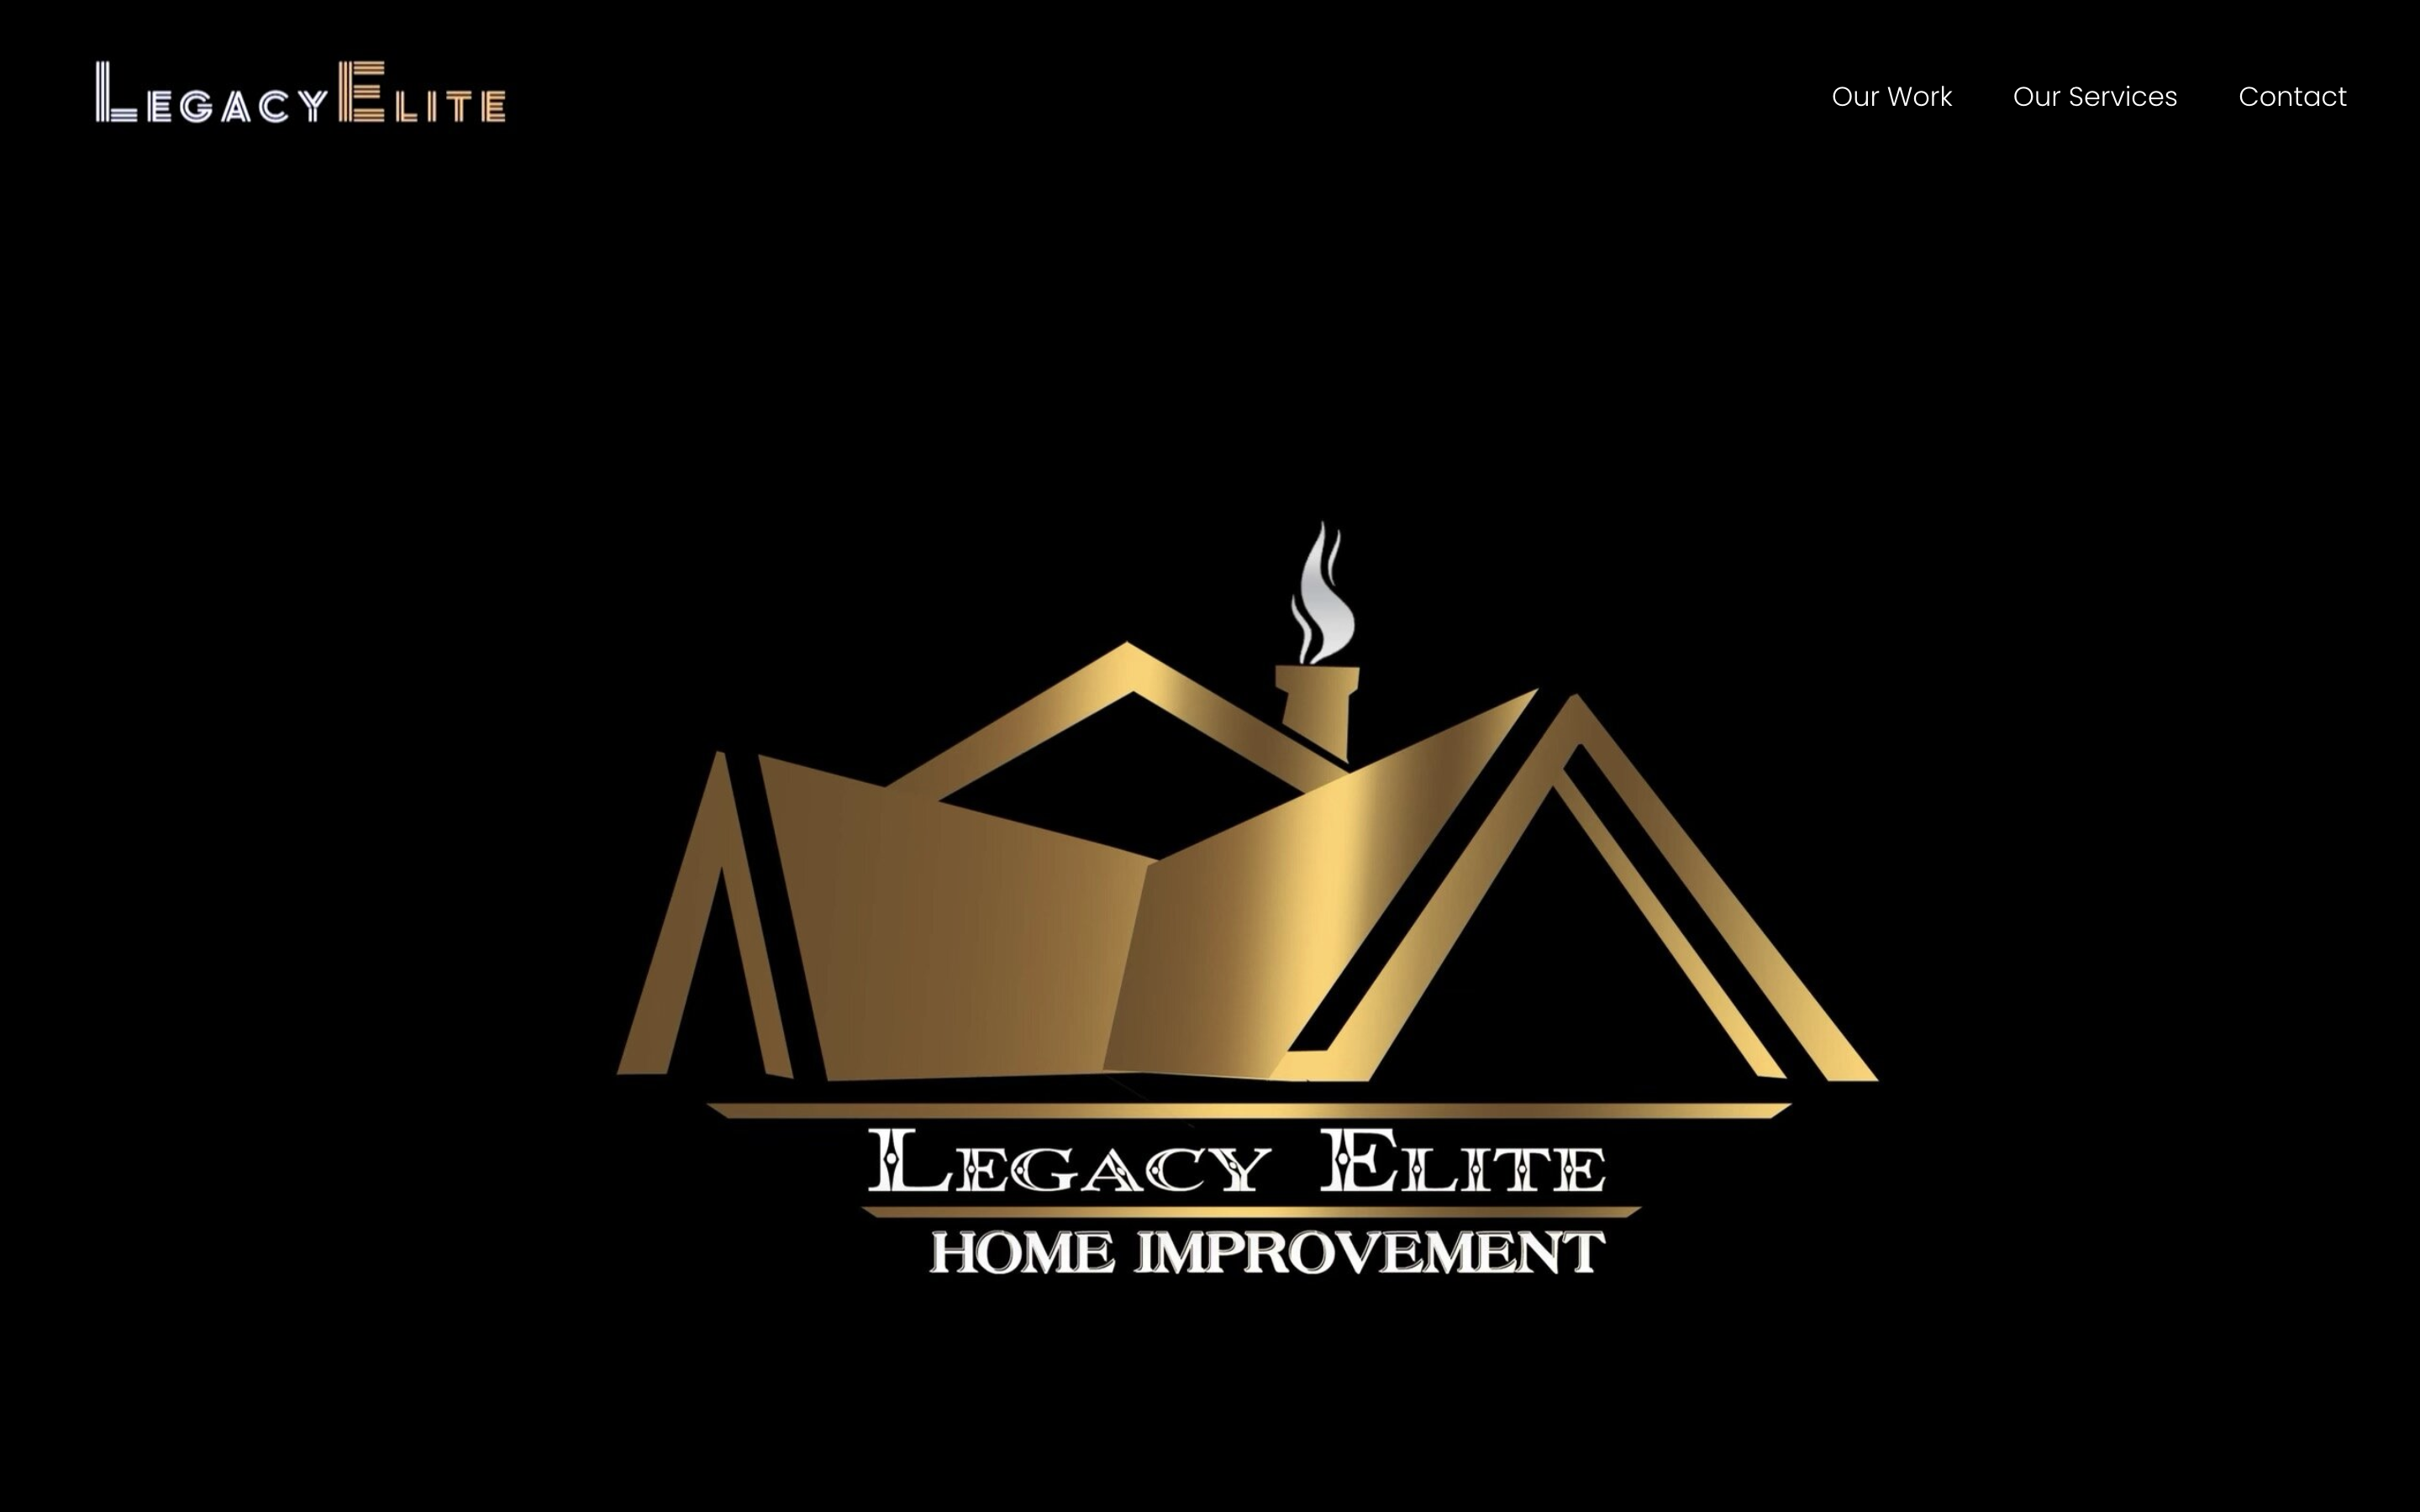 LEGACYELITE
Our Work
Our Services
Contact
LEGACY ELITE
HOME IMPROVEMENT